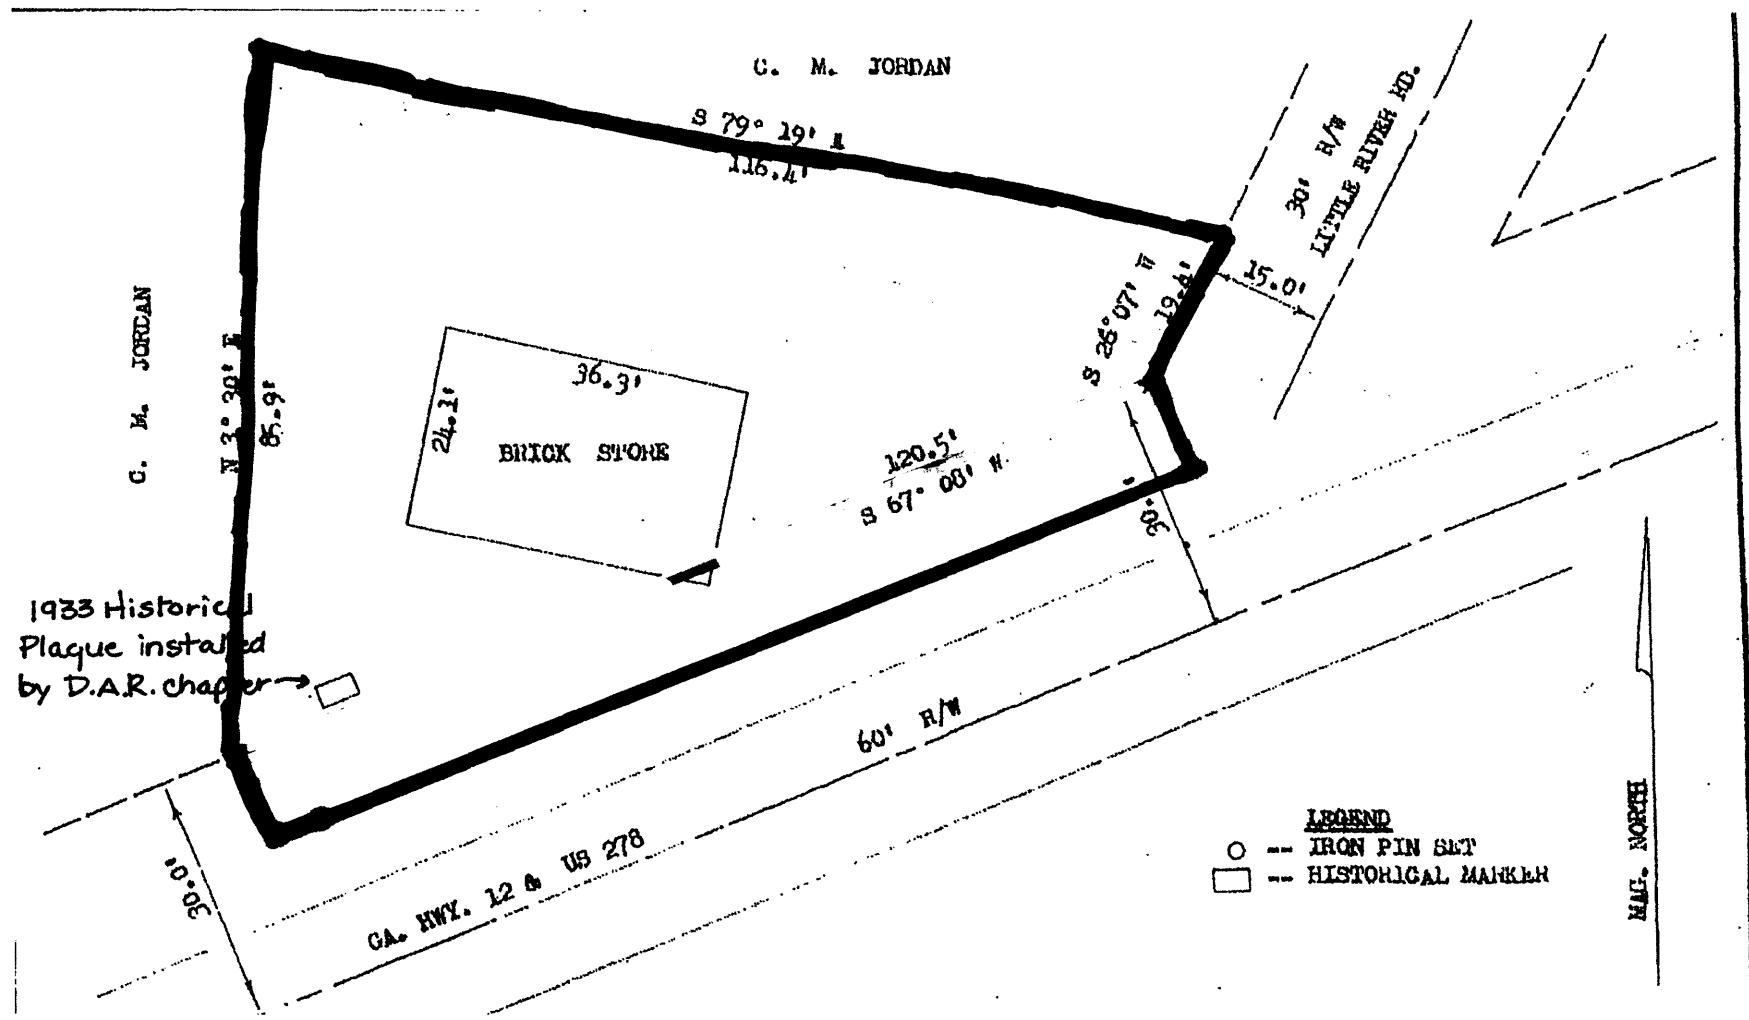 C. M. JORDAN
S 79° 19' E
116.4'
30' R/W
LITTLE RIVER RD.
15.0'
S 26° 07' W
19.4'
C. M. JORDAN
N 3° 30' E
85.9'
36.3'
24.1'
BRICK STORE
120.5'
S 67° 08' W.
30.
1933 Historical
Plaque installed
by D.A.R. chapter
60' R/W
GA. HWY. 12 & US 278
30.0'
LEGEND
O -- IRON PIN SET
-- HISTORICAL MARKER
MAG. NORTH